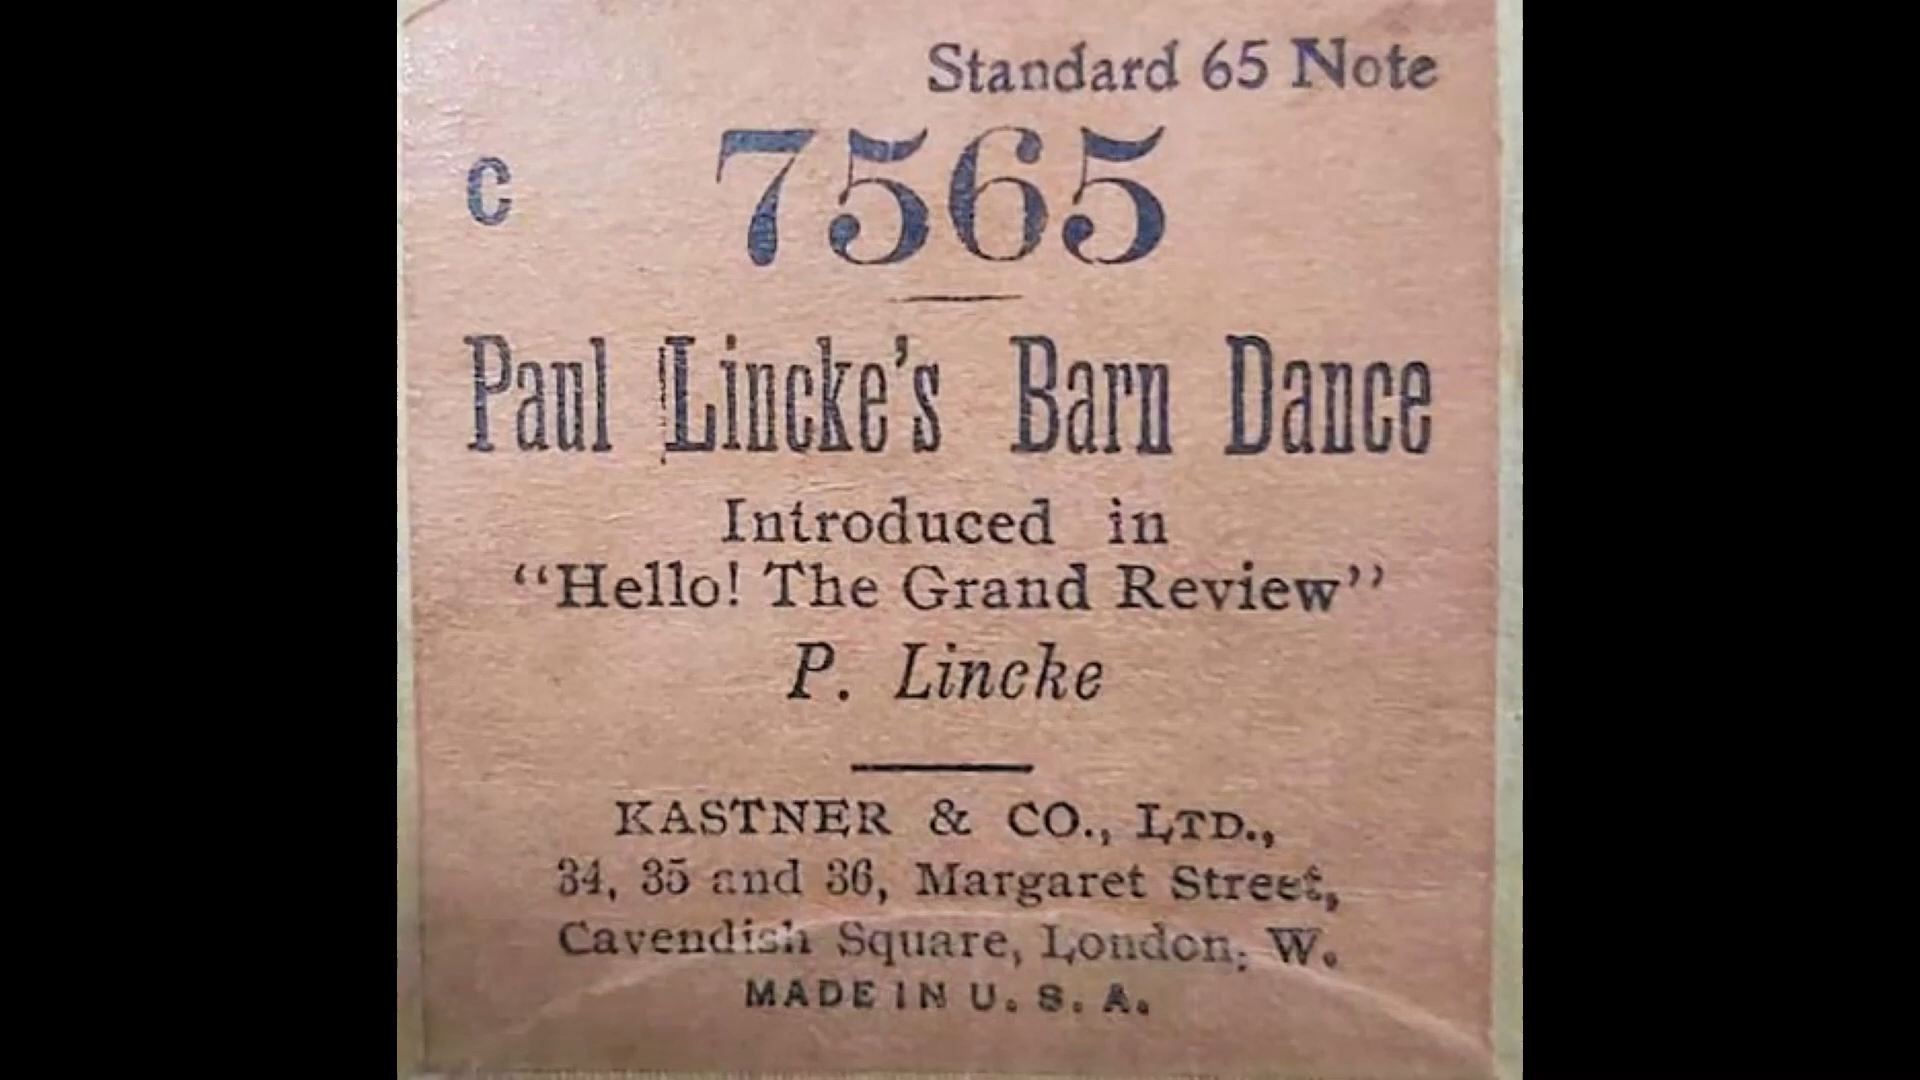 Standard 65 Note
C 7565
Paul Lincke's Barn Dance
Introduced in
“Hello! The Grand Review”
P. Lincke
KASTNER & CO., LTD.,
34, 35 and 36, Margaret Street,
Cavendish Square, London, W.
MADE IN U. S. A.